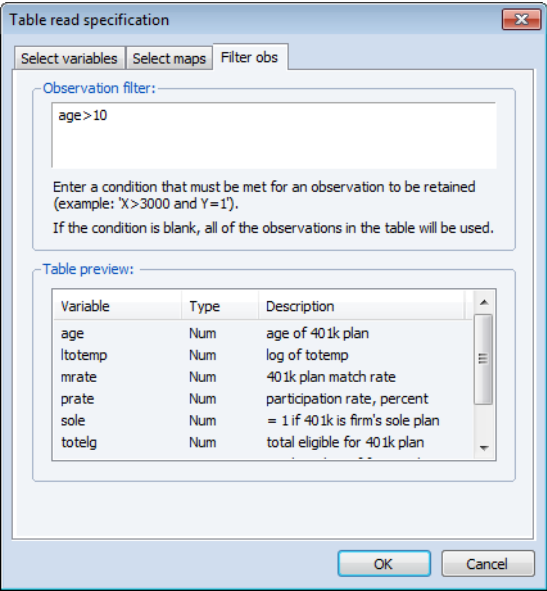 Table read specification
Select variables Select maps Filter obs
Observation filter:
age>10
Enter a condition that must be met for an observation to be retained
(example: 'X>3000 and Y=1').
If the condition is blank, all of the observations in the table will be used.
Table preview:
Variable Type Description
age Num age of 401k plan
ltotemp Num log of totemp
mrate Num 401k plan match rate
prate Num participation rate, percent
sole Num = 1 if 401k is firm's sole plan
totelg Num total eligible for 401k plan
OK Cancel